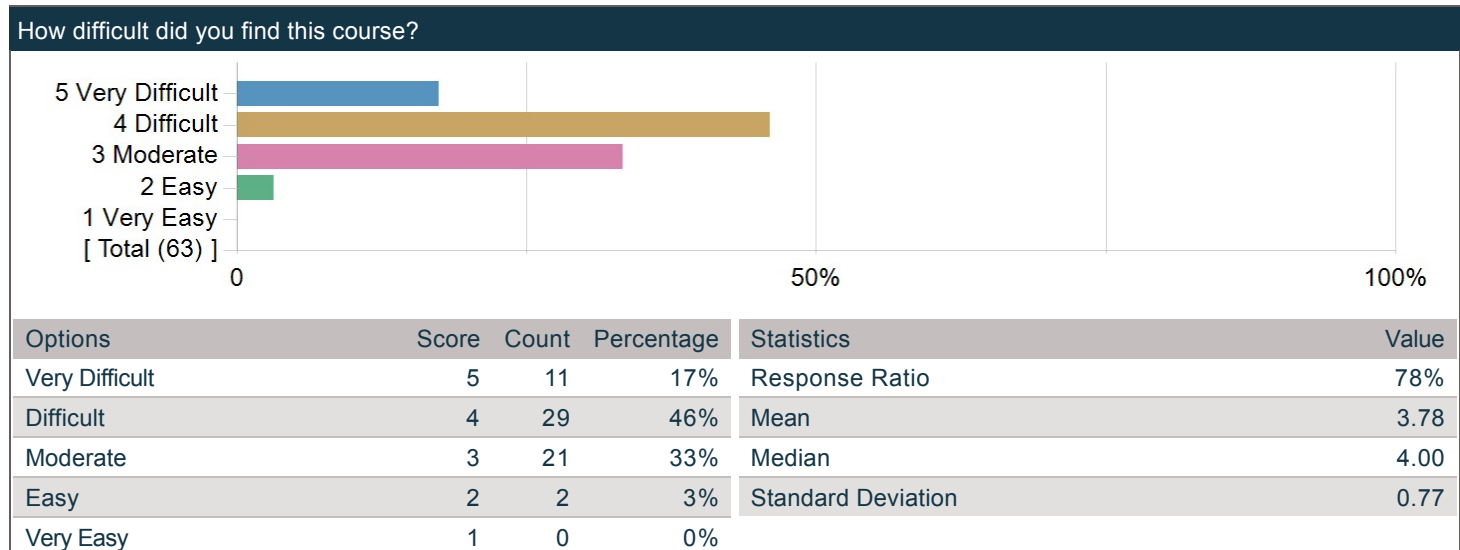 How difficult did you find this course?
5 Very Difficult
4 Difficult
3 Moderate
2 Easy
1 Very Easy
[ Total (63) ]
0 50% 100%
Options Score Count Percentage
Very Difficult 5 11 17%
Difficult 4 29 46%
Moderate 3 21 33%
Easy 2 2 3%
Very Easy 1 0 0%
Statistics Value
Response Ratio 78%
Mean 3.78
Median 4.00
Standard Deviation 0.77